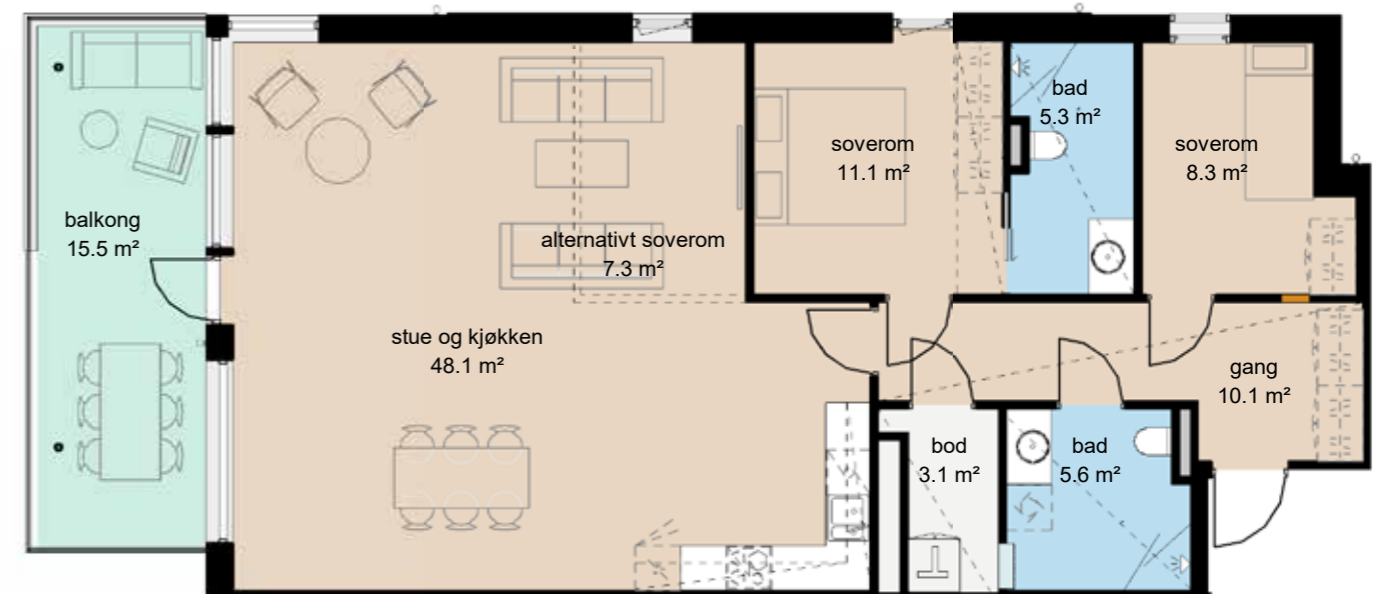 bad
5.3 m²
soverom
11.1 m²
soverom
8.3 m²
balkong
15.5 m²
alternativt soverom
7.3 m²
stue og kjøkken
48.1 m²
gang
10.1 m²
bod
3.1 m²
bad
5.6 m²